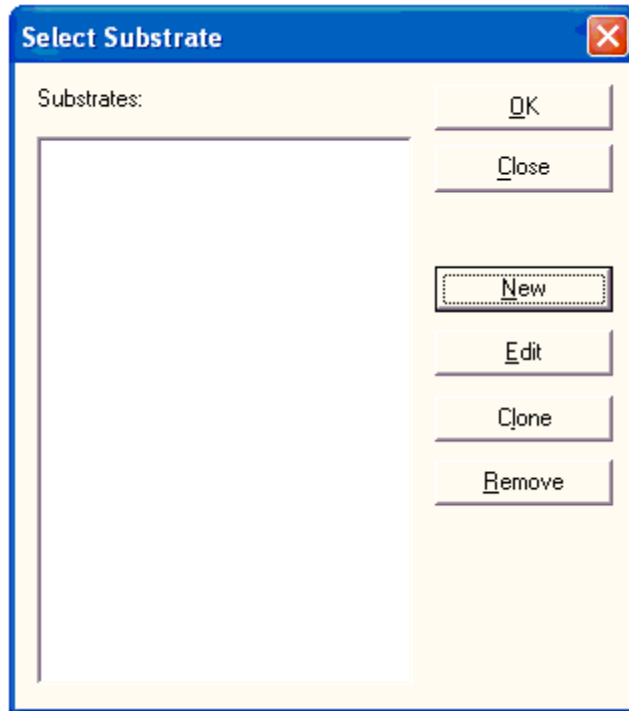 Select Substrate
Substrates:
OK
Close
New
Edit
Clone
Remove